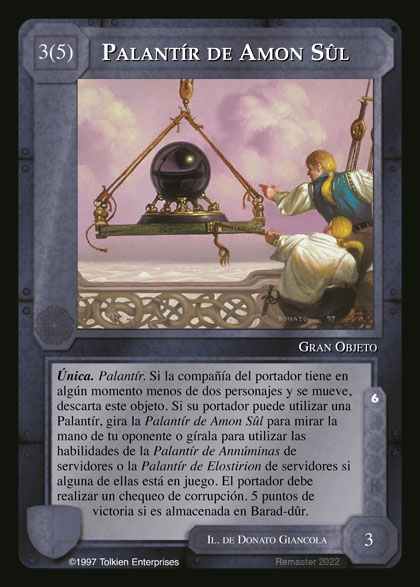 3(5)
PALANTÍR DE AMON SÛL
DONATO 97
GRAN OBJETO
Única. Palantír. Si la compañía del portador tiene en
algún momento menos de dos personajes y se mueve,
descarta este objeto. Si su portador puede utilizar una
Palantír, gira la Palantír de Amon Sûl para mirar la
mano de tu oponente o gírala para utilizar las
habilidades de la Palantír de Annúminas de
servidores o la Palantír de Elostirion de servidores si
alguna de ellas está en juego. El portador debe
realizar un chequeo de corrupción. 5 puntos de
victoria si es almacenada en Barad-dûr.
6
H
IL. DE DONATO GIANCOLA
3
©1997 Tolkien Enterprises
Remaster 2022